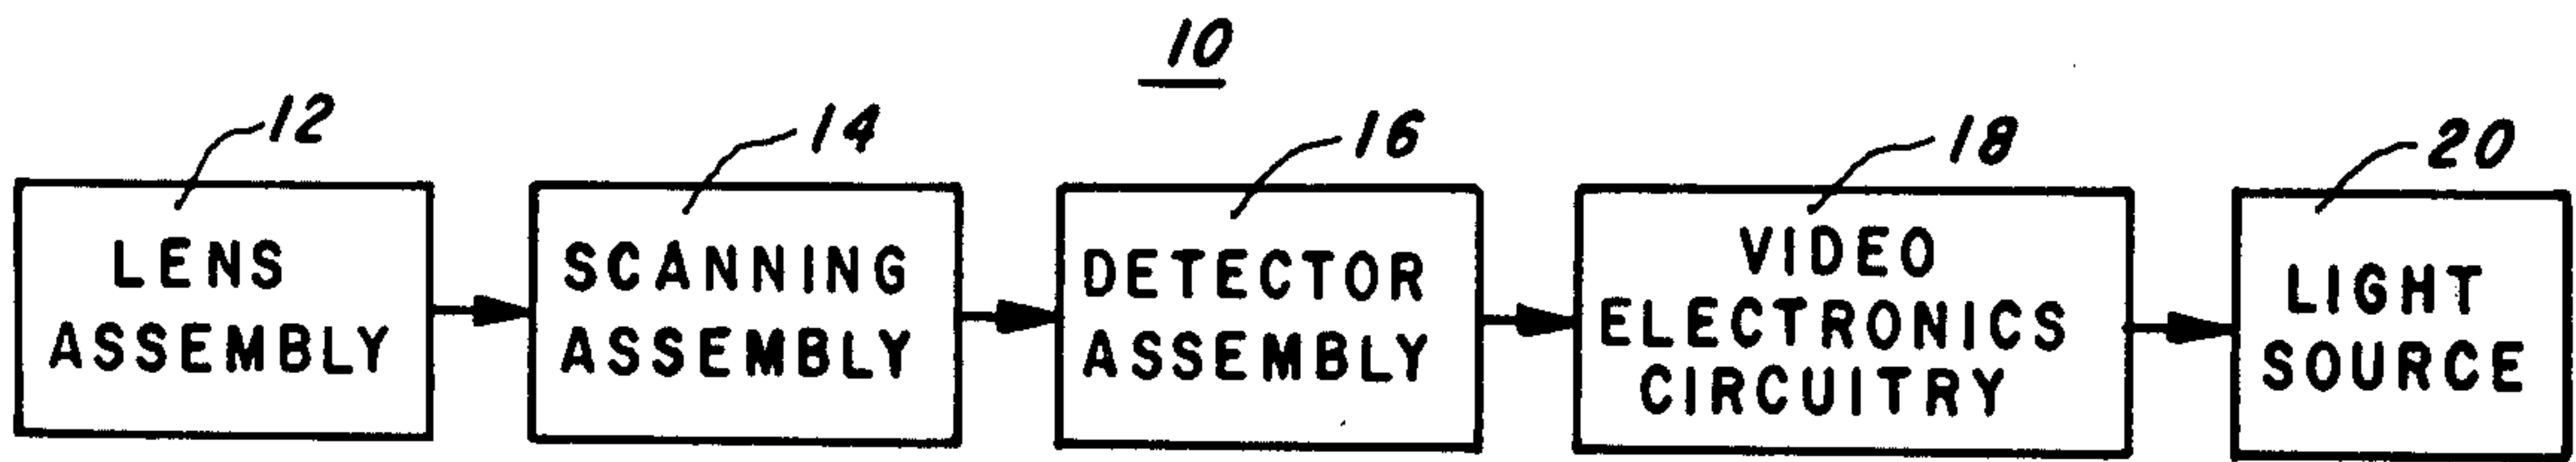 10
12
14
16
18
20
LENS
ASSEMBLY
SCANNING
ASSEMBLY
DETECTOR
ASSEMBLY
VIDEO
ELECTRONICS
CIRCUITRY
LIGHT
SOURCE